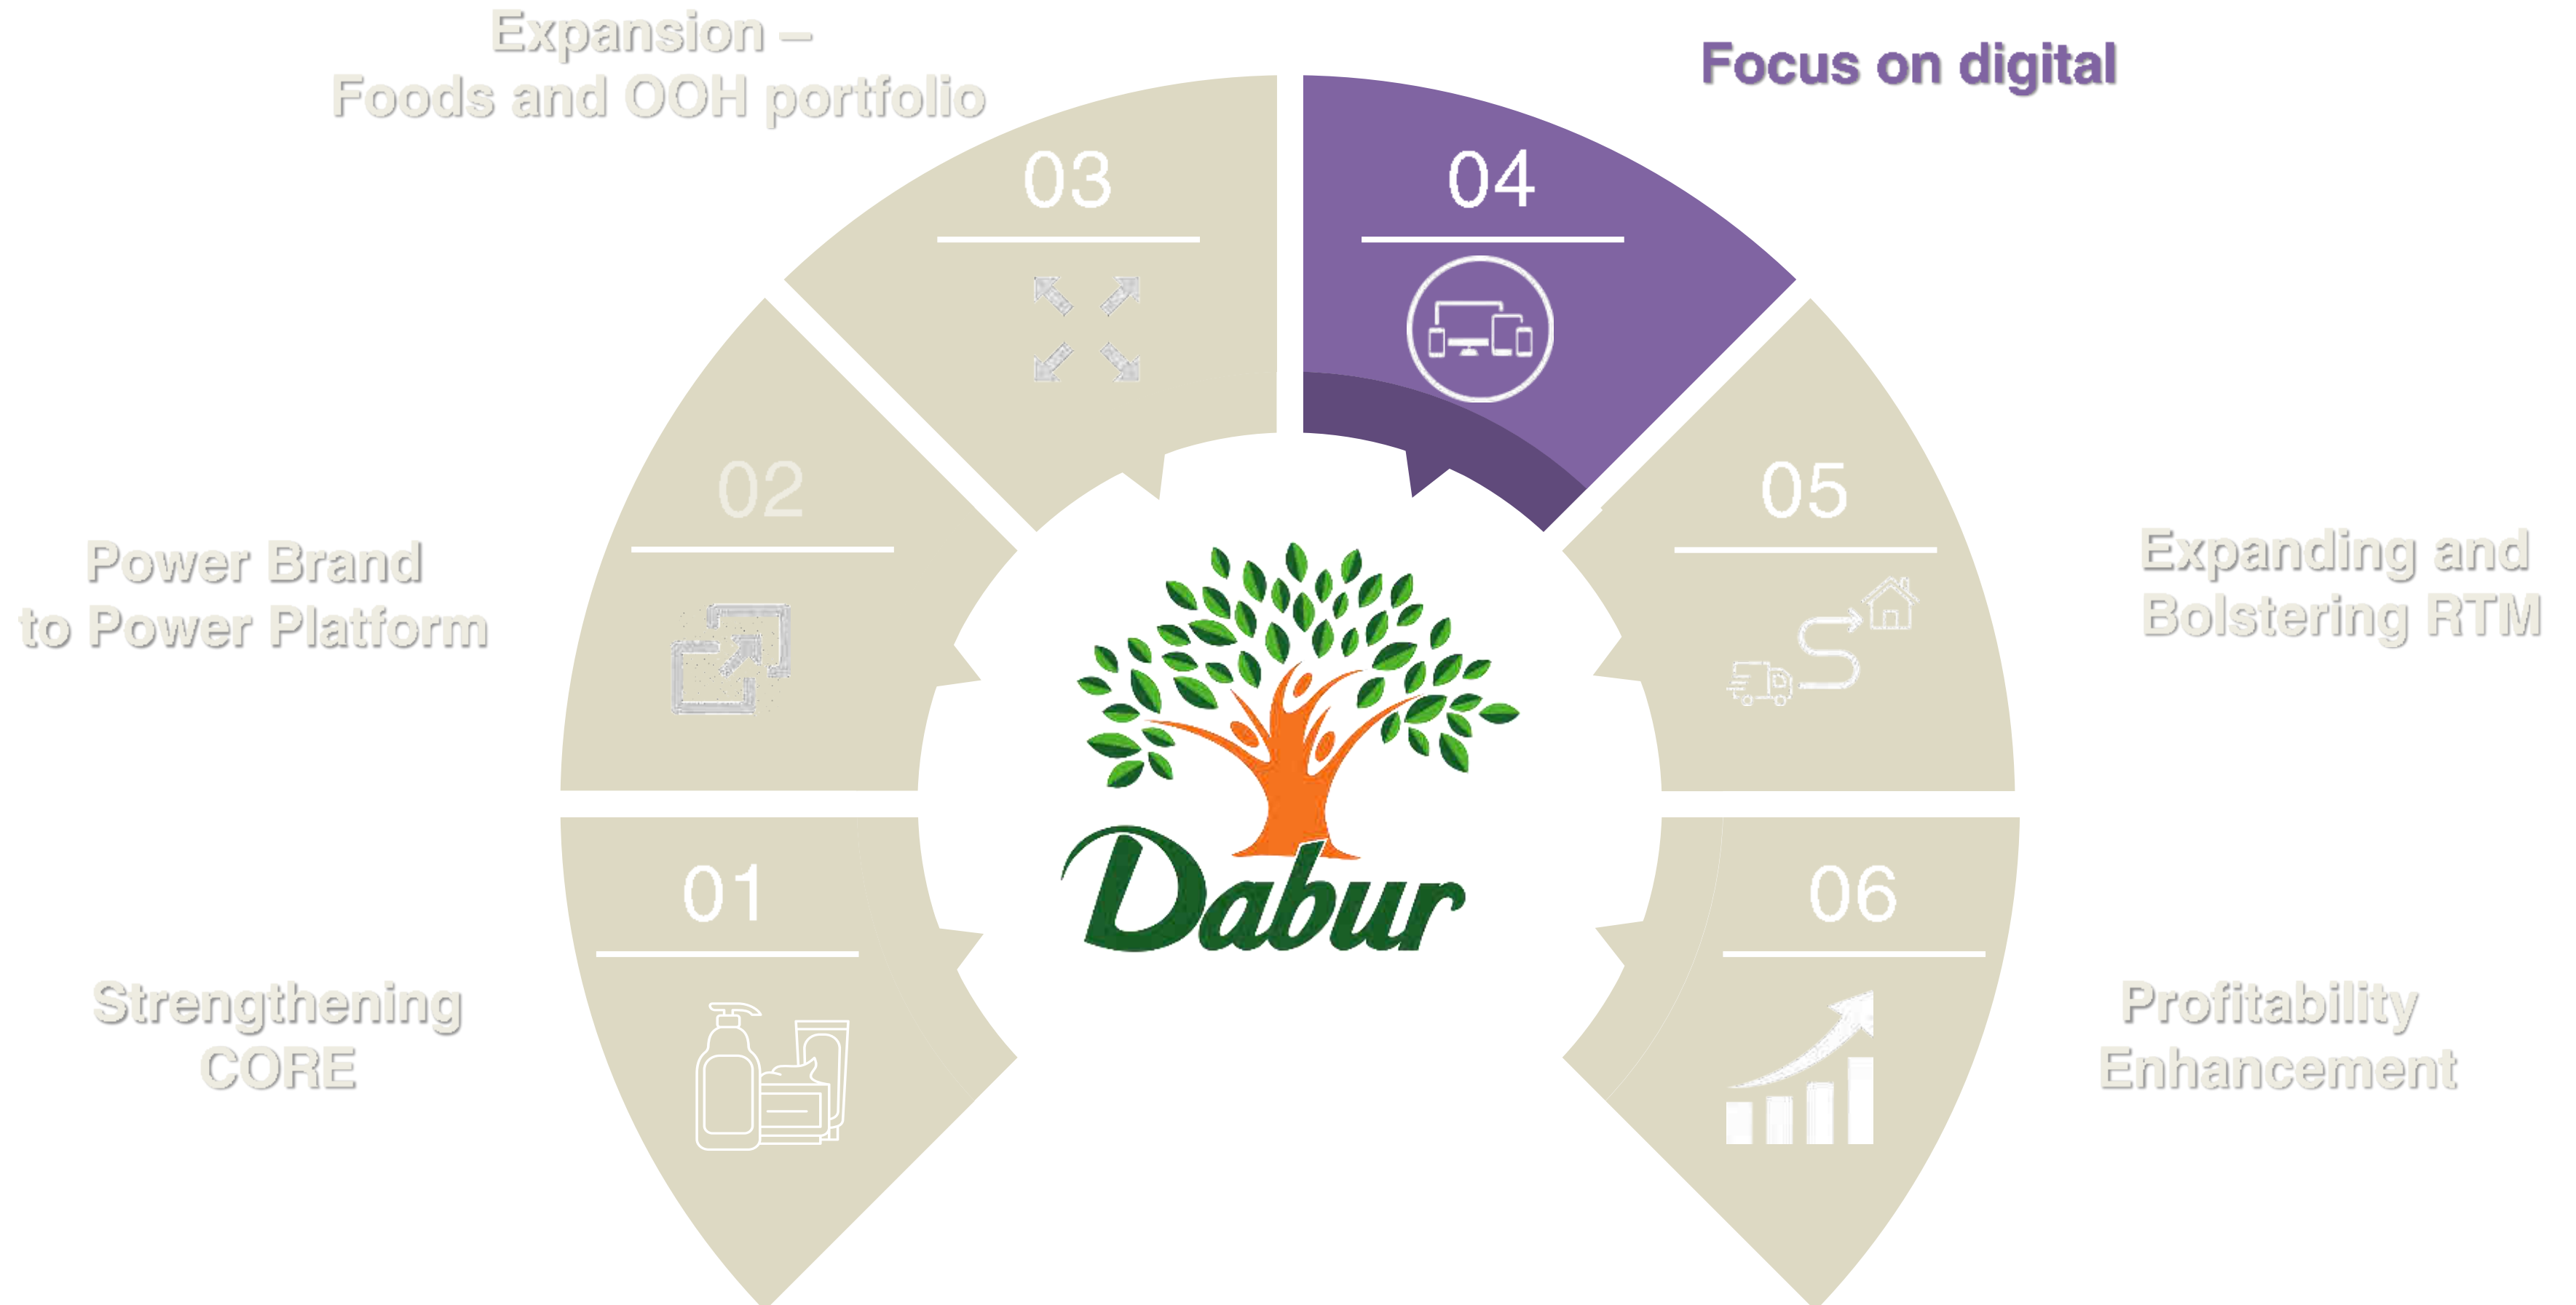 Expansion –
Foods and OOH portfolio
Focus on digital
03
04
02
05
Power Brand
to Power Platform
Expanding and
Bolstering RTM
Dabur
01
06
Strengthening
CORE
Profitability
Enhancement